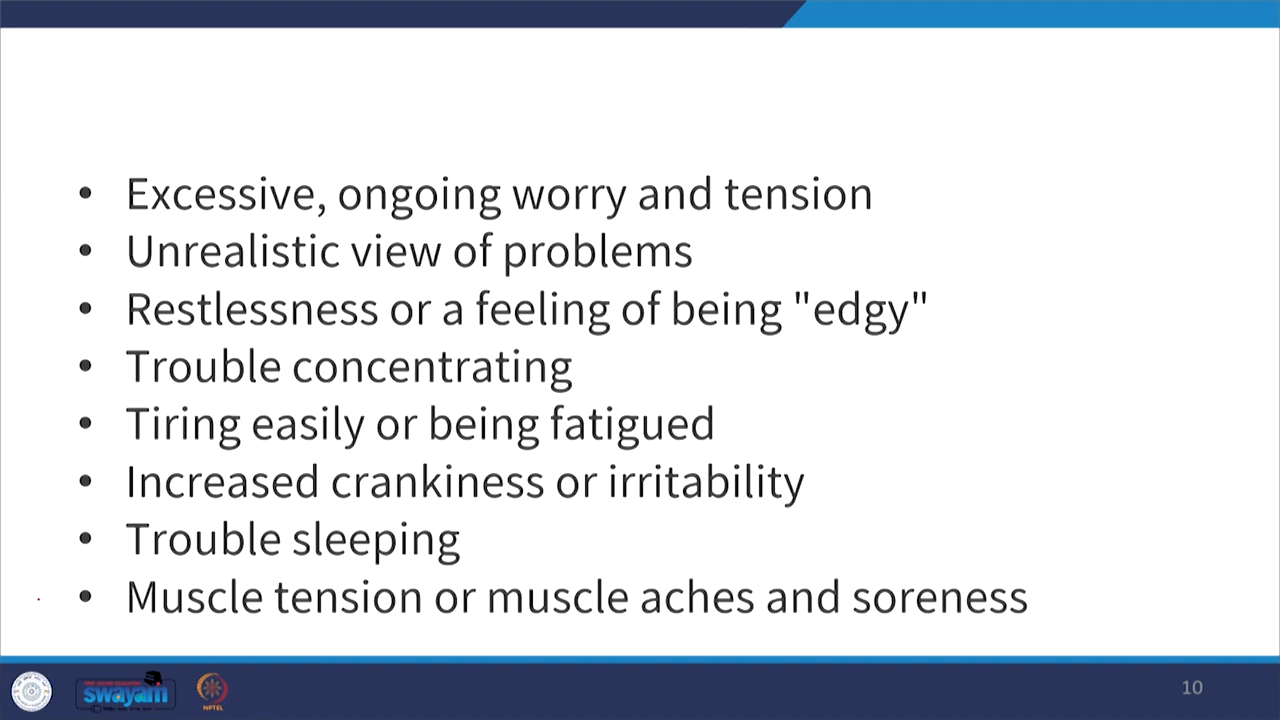 • Excessive, ongoing worry and tension
• Unrealistic view of problems
• Restlessness or a feeling of being "edgy"
• Trouble concentrating
• Tiring easily or being fatigued
• Increased crankiness or irritability
• Trouble sleeping
• Muscle tension or muscle aches and soreness
swayam
NPTEL
10